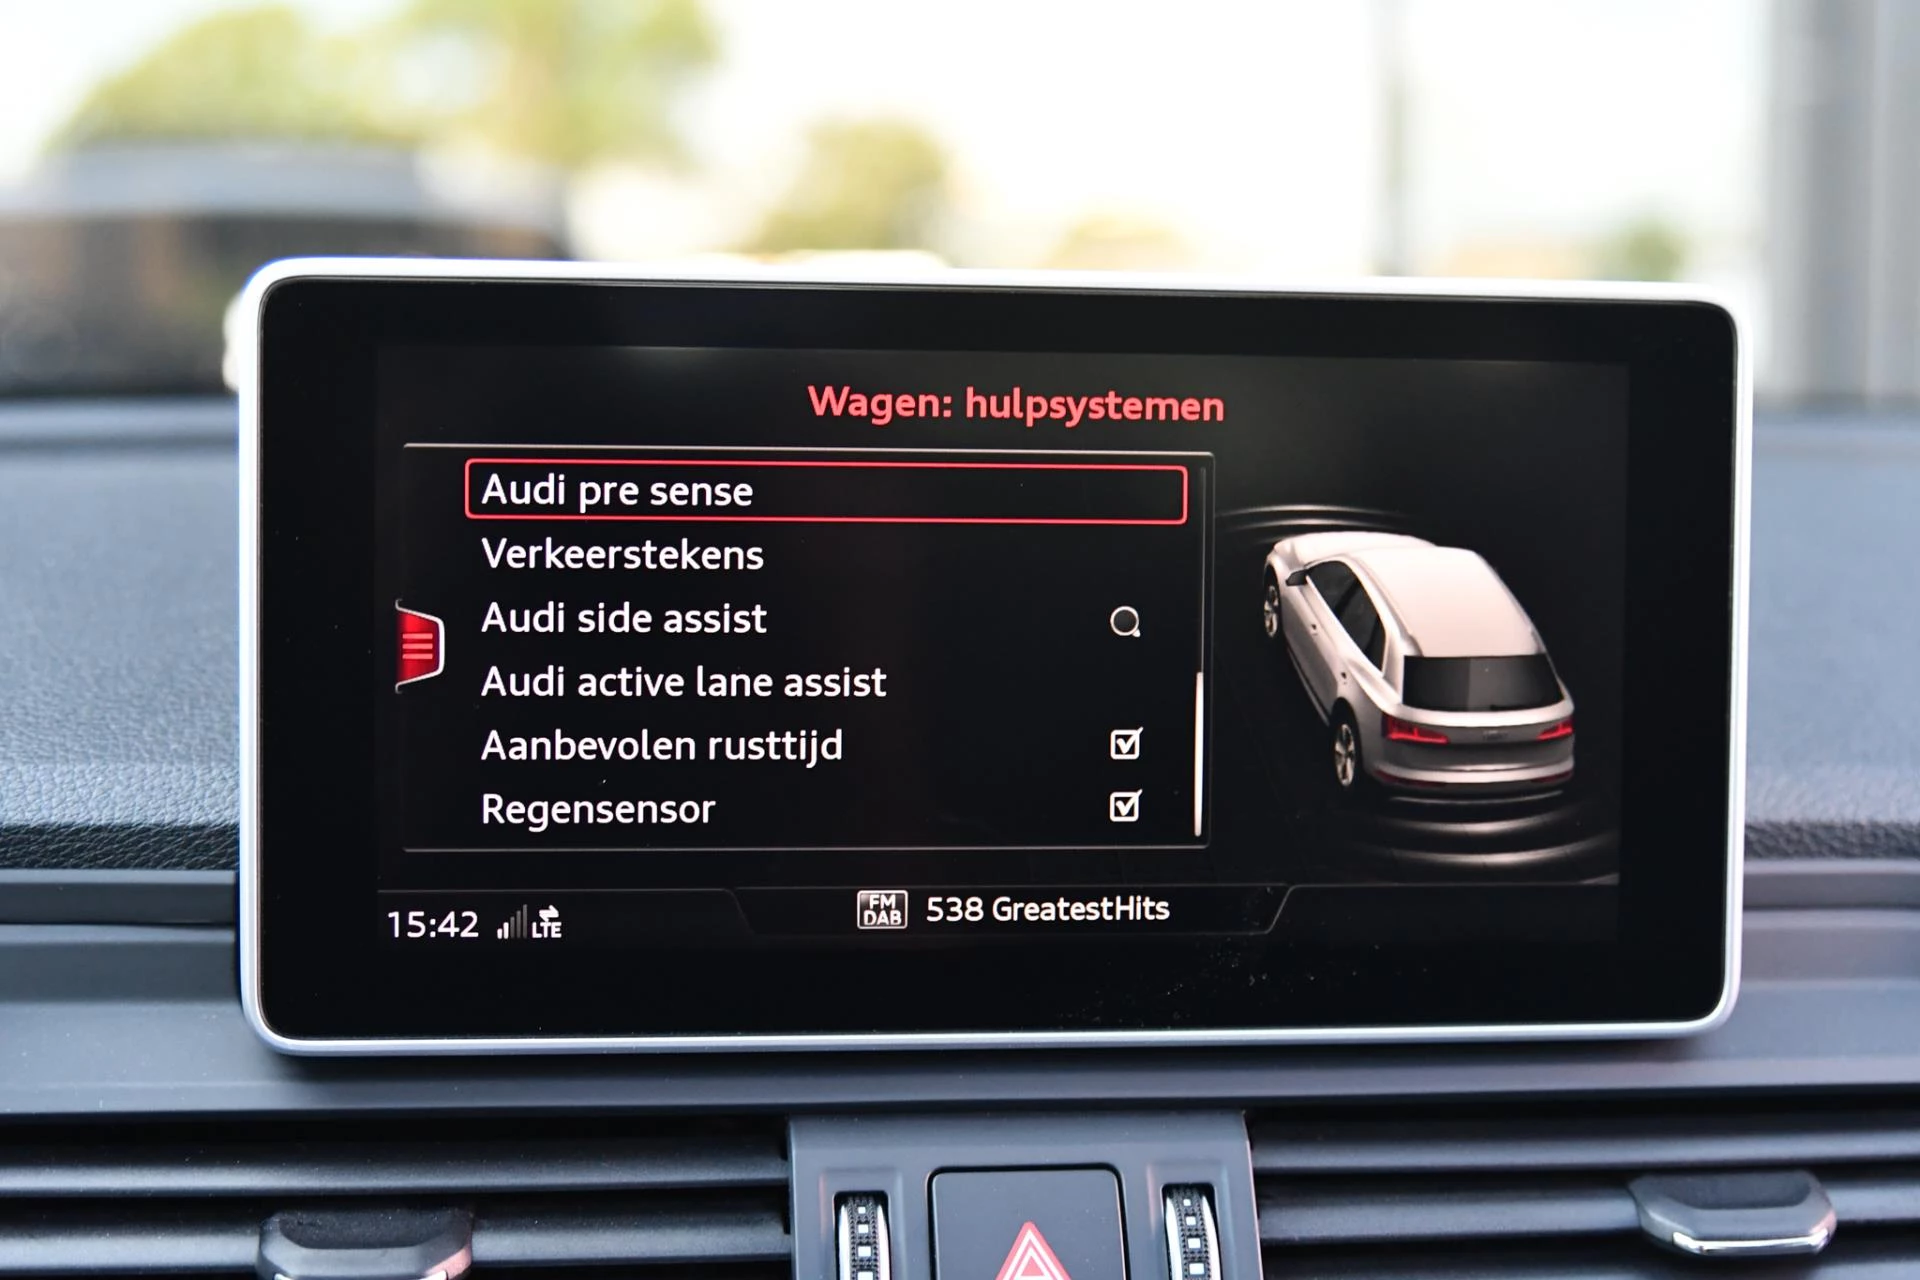 Wagen: hulpsystemen
Audi pre sense
Verkeerstekens
Audi side assist
Audi active lane assist
Aanbevolen rusttijd
Regensensor
15:42 LTE
FM
DAB
538 GreatestHits